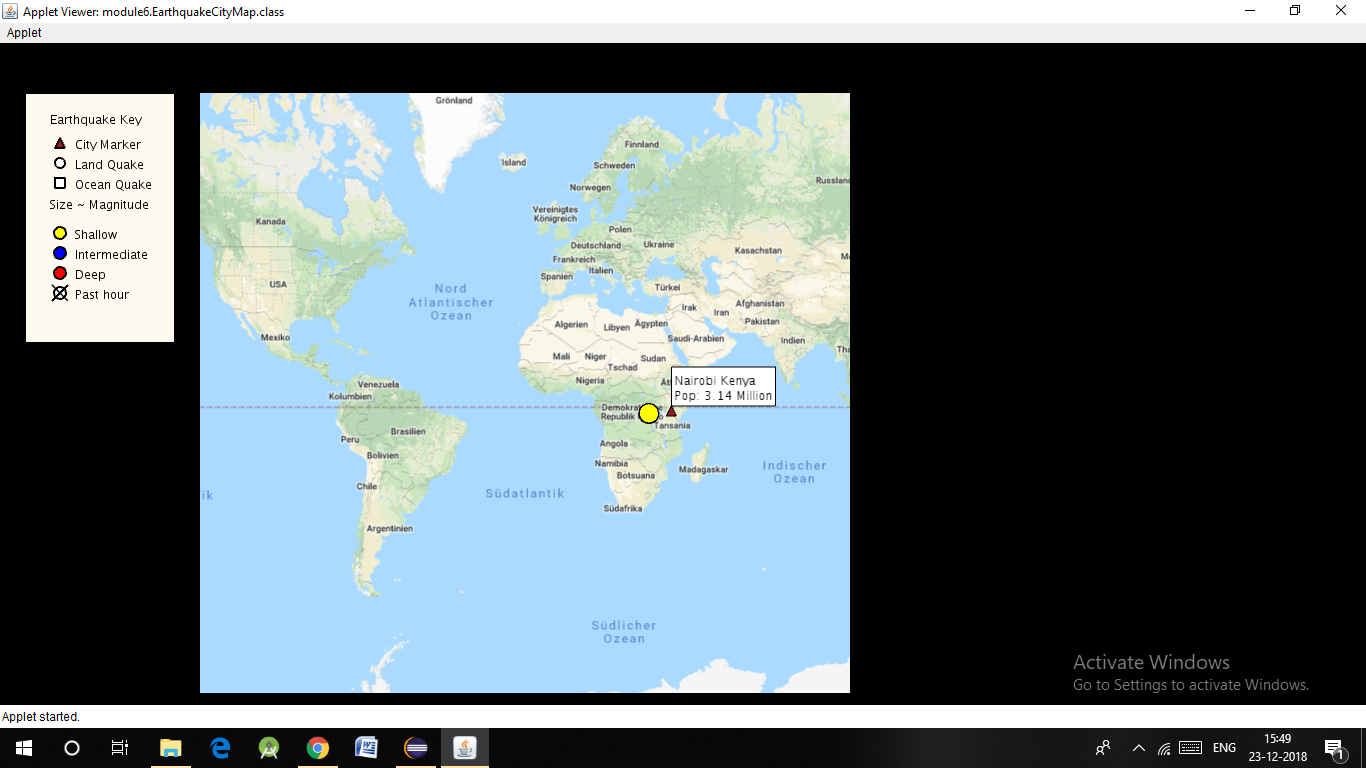 Applet Viewer: module6.EarthquakeCityMap.class
Applet
Earthquake Key
City Marker
Land Quake
Ocean Quake
Size ~ Magnitude
Shallow
Intermediate
Deep
Past hour
Grönland
Island
Finnland
Schweden
Norwegen
Russland
Kanada
Vereinigtes
Königreich
Polen
Deutschland
Ukraine
Kasachstan
Frankreich
Italien
Spanien
USA
Türkei
Nord
Atlantischer
Ozean
Afghanistan
Irak
Iran
Pakistan
Algerien
Libyen
Ägypten
Mexiko
Saudi-Arabien
Indien
Mali
Niger
Sudan
Tschad
Nigeria
Nairobi Kenya
Pop: 3.14 Million
Venezuela
Kolumbien
Republik
Tansania
Brasilien
Peru
Angola
Bolivien
Namibia
Botsuana
Madagaskar
Indischer
Ozean
Chile
Südatlantik
ik
Südafrika
Argentinien
Südlicher
Ozean
Activate Windows
Go to Settings to activate Windows.
Applet started.
ENG
15:49
23-12-2018
1